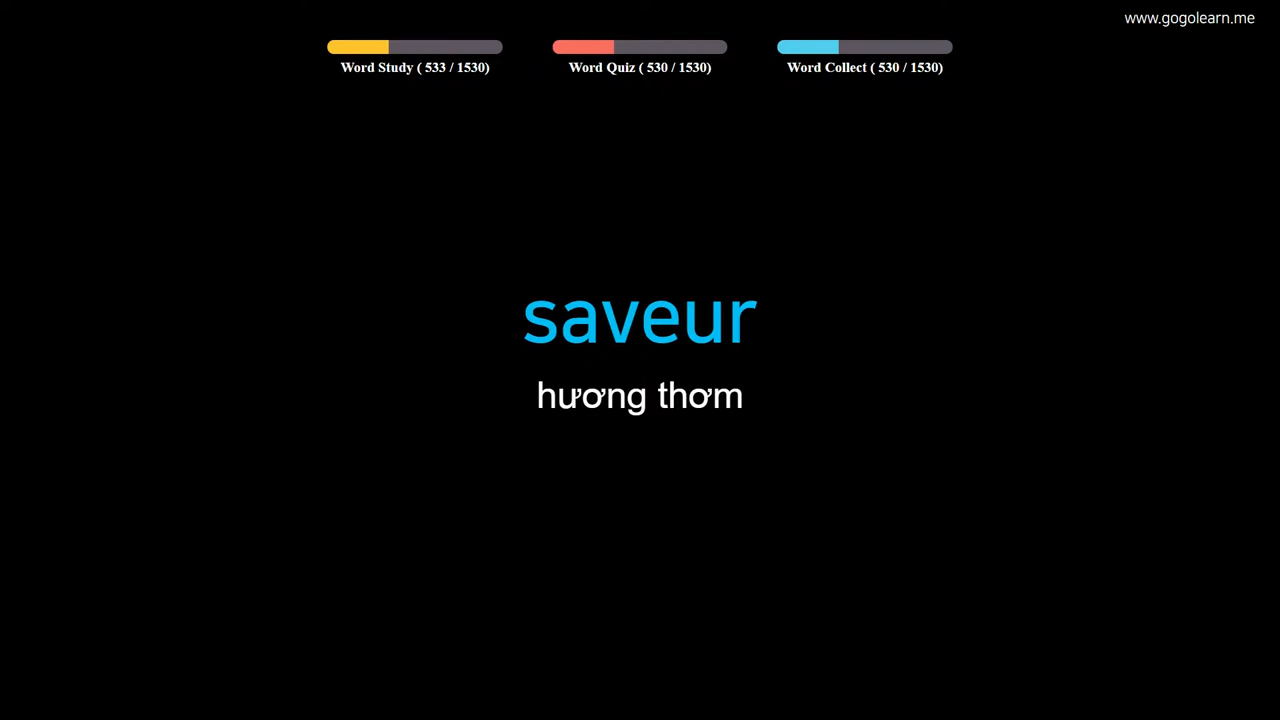 www.gogolearn.me
Word Study ( 533 / 1530)
Word Quiz ( 530 / 1530)
Word Collect ( 530 / 1530)
saveur
hương thơm